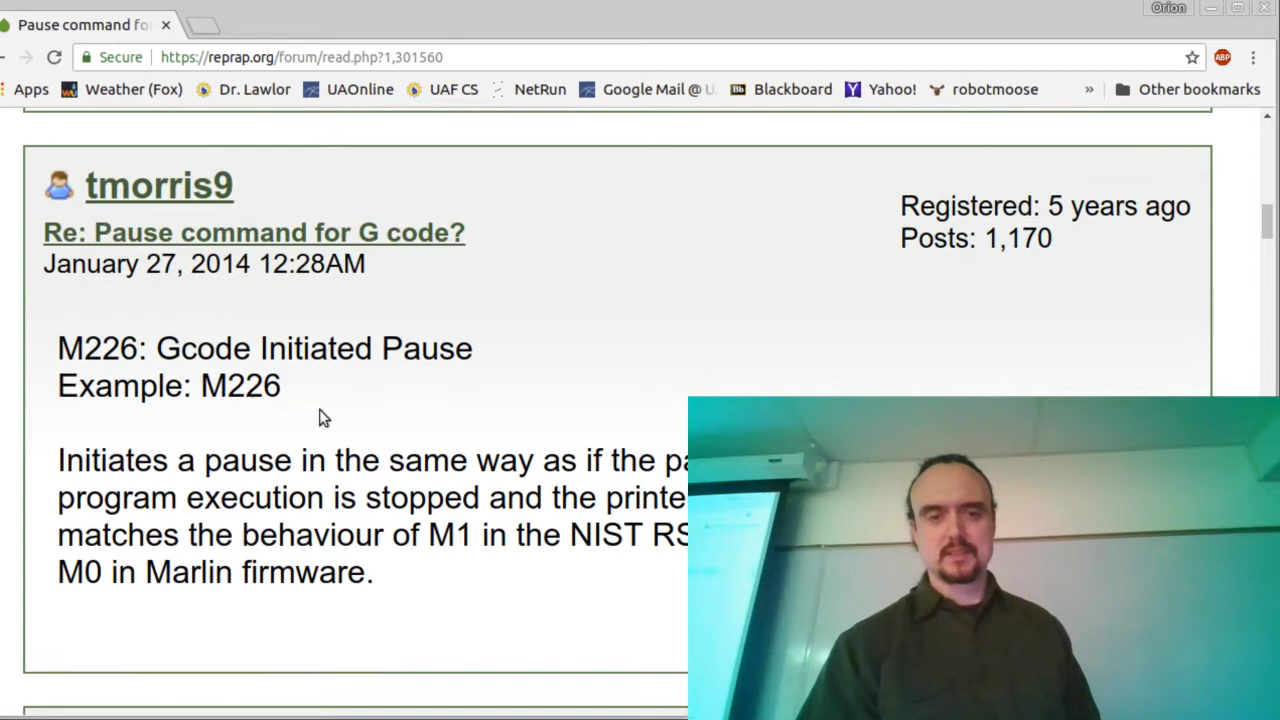 Orion
Pause command fo
Secure https://reprap.org/forum/read.php?1,301560
ABP
Apps Weather (Fox) Dr. Lawlor UAOnline UAF CS NetRun Google Mail @ U Bb Blackboard Yahoo! robotmoose » Other bookmarks
tmorris9
Re: Pause command for G code?
January 27, 2014 12:28AM
Registered: 5 years ago
Posts: 1,170
M226: Gcode Initiated Pause
Example: M226
Initiates a pause in the same way as if the pa
program execution is stopped and the printe
matches the behaviour of M1 in the NIST RS
M0 in Marlin firmware.